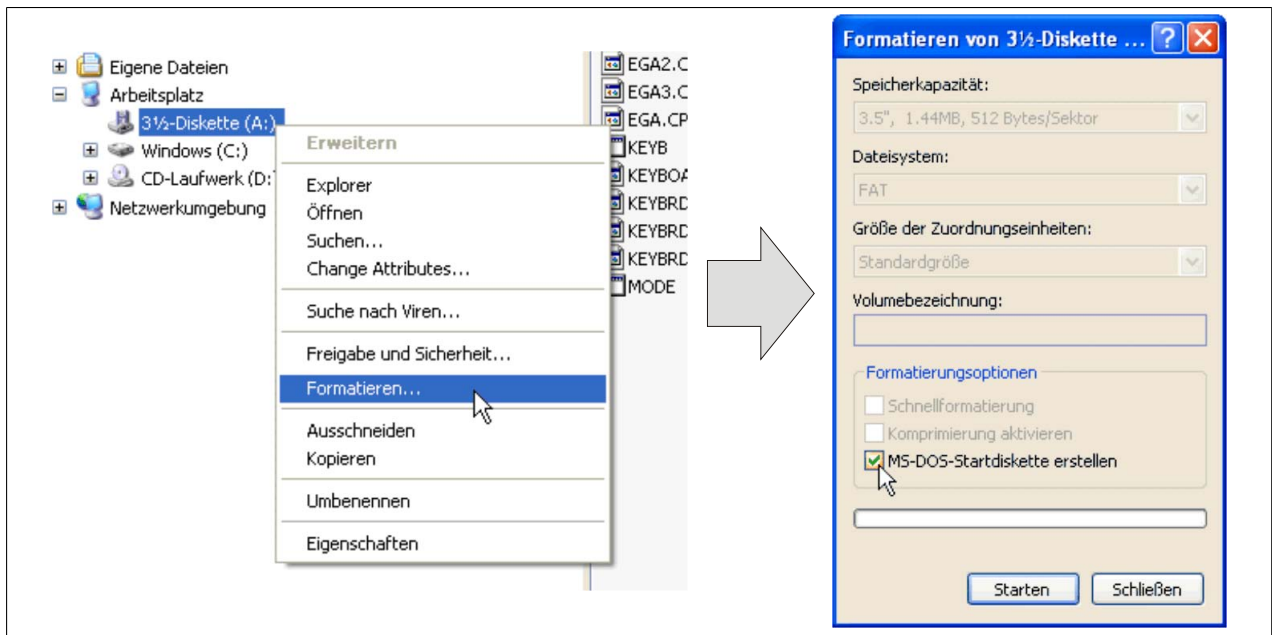 Eigene Dateien
Arbeitsplatz
3½-Diskette (A:)
Windows (C:)
CD-Laufwerk (D:
Netzwerkumgebung
Erweitern
Explorer
Öffnen
Suchen...
Change Attributes...
Suche nach Viren...
Freigabe und Sicherheit...
Formatieren...
Ausschneiden
Kopieren
Umbenennen
Eigenschaften
EGA2.C
EGA3.C
EGA.CP
KEYB
KEYBOA
KEYBRD
KEYBRD
KEYBRD
MODE
Formatieren von 3½-Diskette ...
Speicherkapazität:
3.5", 1.44MB, 512 Bytes/Sektor
Dateisystem:
FAT
Größe der Zuordnungseinheiten:
Standardgröße
Volumebezeichnung:
Formatierungsoptionen
Schnellformatierung
Komprimierung aktivieren
MS-DOS-Startdiskette erstellen
Starten
Schließen